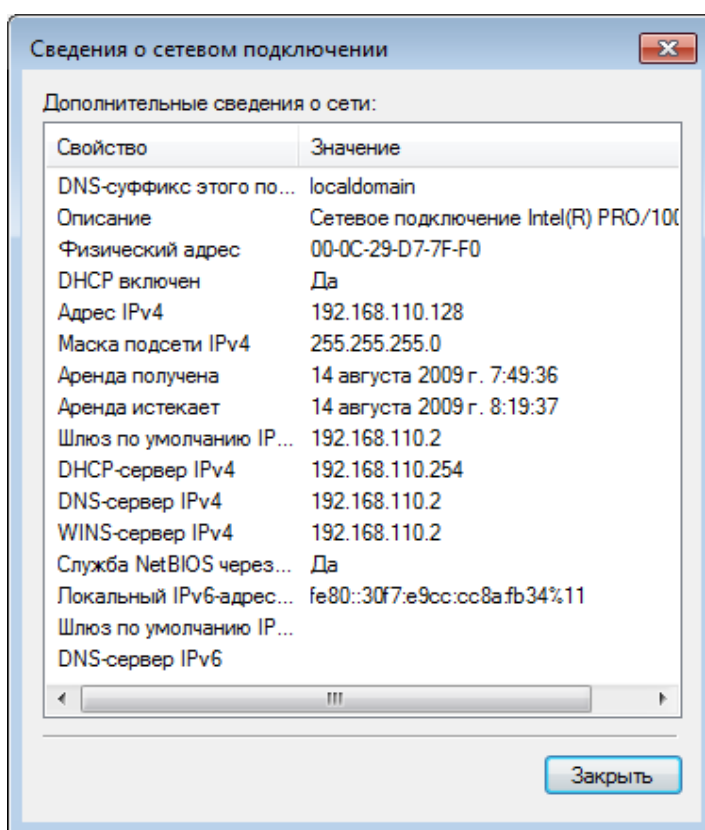 Сведения о сетевом подключении
Дополнительные сведения о сети:
Свойство Значение
DNS-суффикс этого по... localdomain
Описание Сетевое подключение Intel(R) PRO/100
Физический адрес 00-0C-29-D7-7F-F0
DHCP включен Да
Адрес IPv4 192.168.110.128
Маска подсети IPv4 255.255.255.0
Аренда получена 14 августа 2009 г. 7:49:36
Аренда истекает 14 августа 2009 г. 8:19:37
Шлюз по умолчанию IP... 192.168.110.2
DHCP-сервер IPv4 192.168.110.254
DNS-сервер IPv4 192.168.110.2
WINS-сервер IPv4 192.168.110.2
Служба NetBIOS через... Да
Локальный IPv6-адрес... fe80::30f7:e9cc:cc8a:fb34%11
Шлюз по умолчанию IP...
DNS-сервер IPv6
Закрыть